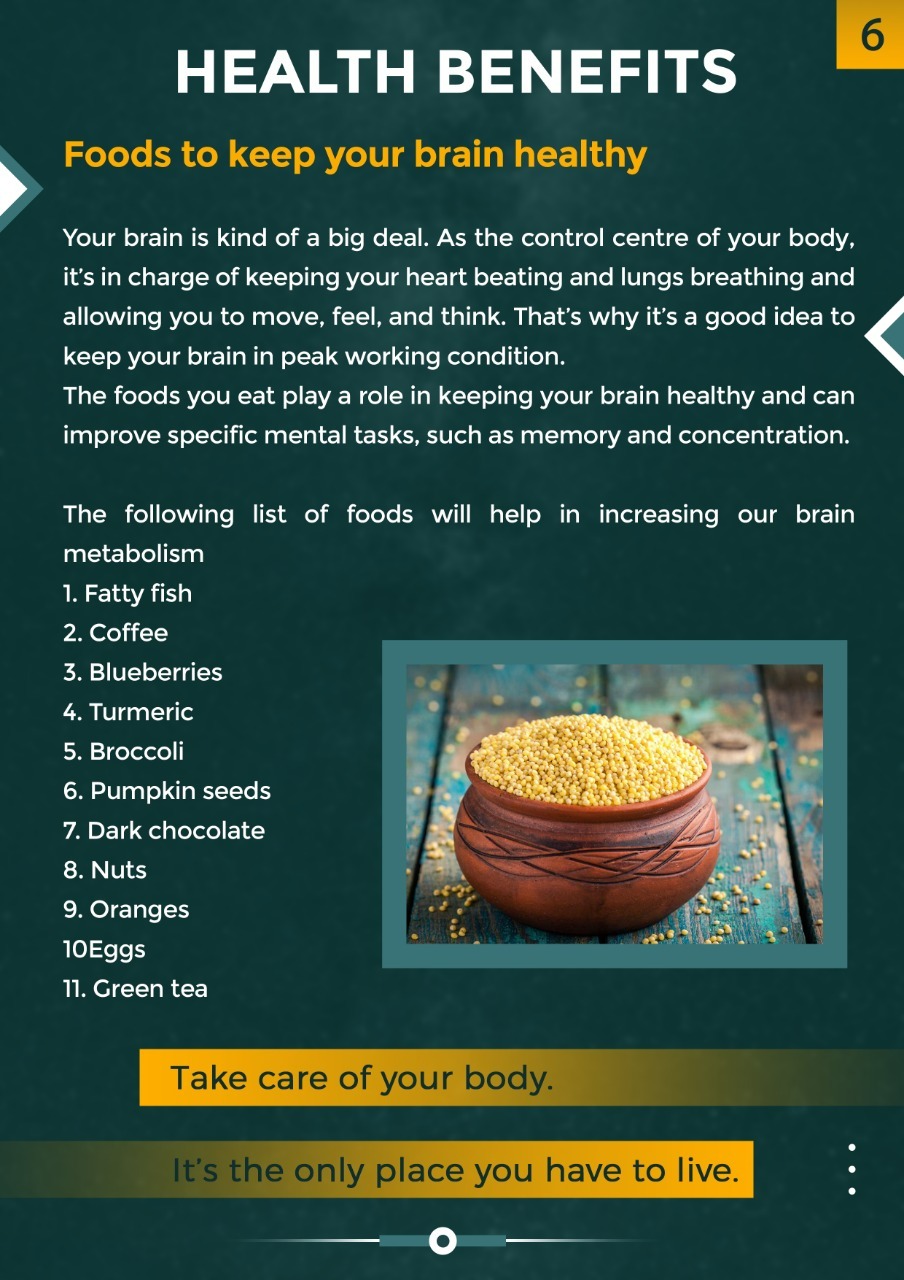 6
HEALTH BENEFITS
Foods to keep your brain healthy
Your brain is kind of a big deal. As the control centre of your body,
it’s in charge of keeping your heart beating and lungs breathing and
allowing you to move, feel, and think. That’s why it’s a good idea to
keep your brain in peak working condition.
The foods you eat play a role in keeping your brain healthy and can
improve specific mental tasks, such as memory and concentration.
The following list of foods will help in increasing our brain
metabolism
1. Fatty fish
2. Coffee
3. Blueberries
4. Turmeric
5. Broccoli
6. Pumpkin seeds
7. Dark chocolate
8. Nuts
9. Oranges
10Eggs
11. Green tea
Take care of your body.
It’s the only place you have to live.